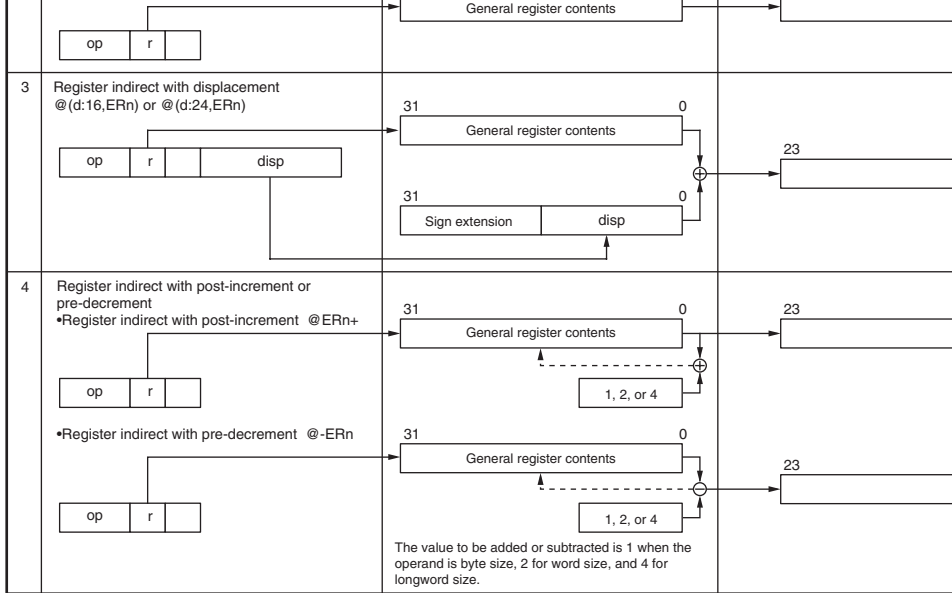 General register contents
op r
3 Register indirect with displacement
@(d:16,ERn) or @(d:24,ERn)
31 0
General register contents
op r disp
23
31 0
Sign extension disp
4 Register indirect with post-increment or
pre-decrement
•Register indirect with post-increment @ERn+
31 0
General register contents
23
op r
1, 2, or 4
•Register indirect with pre-decrement @-ERn
31 0
General register contents
23
op r
1, 2, or 4
The value to be added or subtracted is 1 when the
operand is byte size, 2 for word size, and 4 for
longword size.